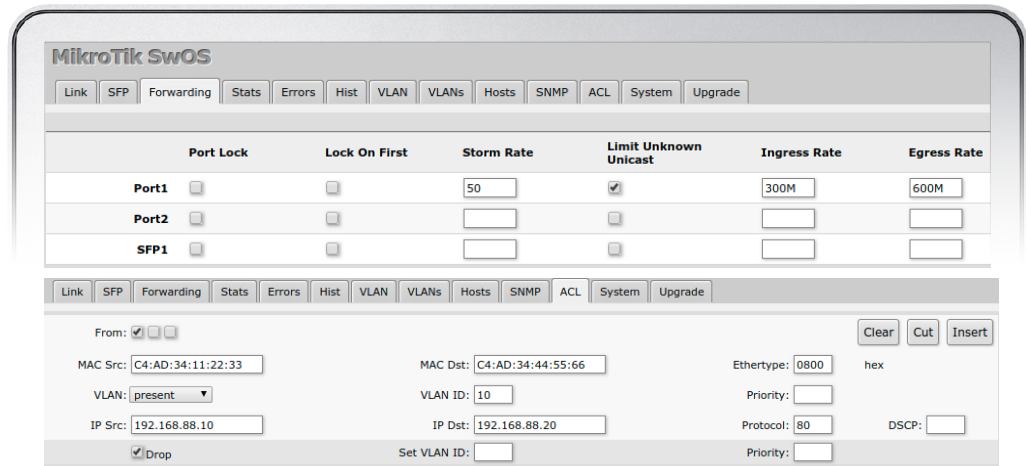 MikroTik SwOS
Link SFP Forwarding Stats Errors Hist VLAN VLANs Hosts SNMP ACL System Upgrade
Port Lock Lock On First Storm Rate Limit Unknown Unicast Ingress Rate Egress Rate
Port1 50 300M 600M
Port2
SFP1
Link SFP Forwarding Stats Errors Hist VLAN VLANs Hosts SNMP ACL System Upgrade
From: Clear Cut Insert
MAC Src: C4:AD:34:11:22:33 MAC Dst: C4:AD:34:44:55:66 Ethertype: 0800 hex
VLAN: present VLAN ID: 10 Priority:
IP Src: 192.168.88.10 IP Dst: 192.168.88.20 Protocol: 80 DSCP:
Drop Set VLAN ID: Priority: